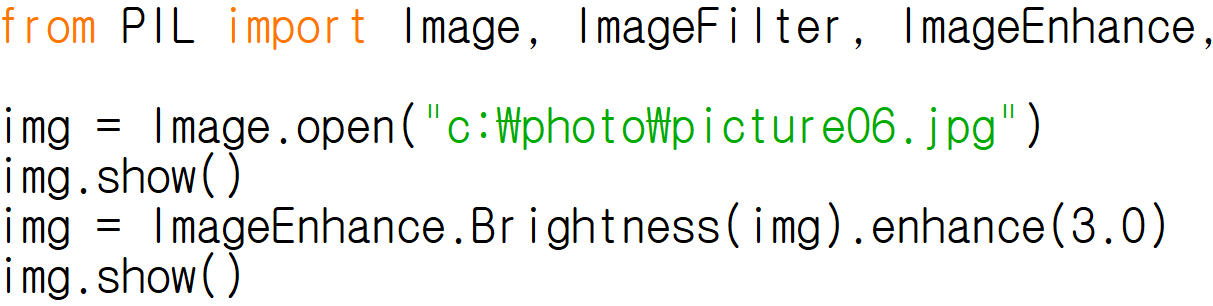 from PIL import Image, ImageFilter, ImageEnhance,
img = Image.open("c:₩photo₩picture06.jpg")
img.show()
img = ImageEnhance.Brightness(img).enhance(3.0)
img.show()